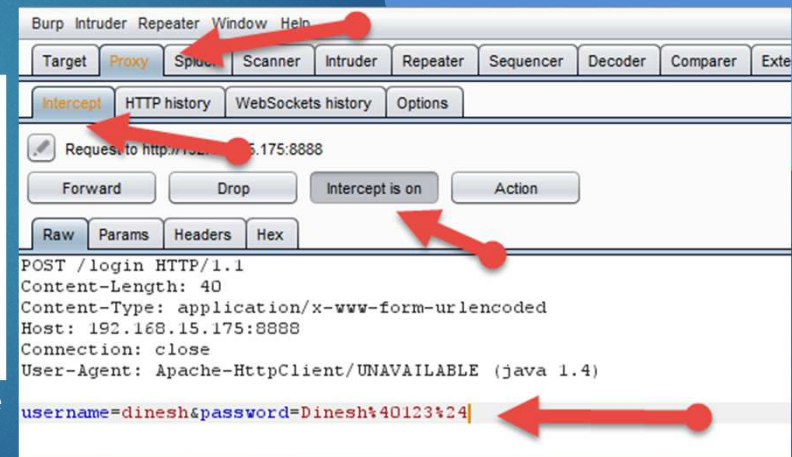 Burp Intruder Repeater Window Help
Target Proxy Scanner Intruder Repeater Sequencer Decoder Comparer
Intercept HTTP history WebSockets history Options
Request to
Forward Drop Intercept is on Action
Raw Params Headers Hex
POST /login HTTP/1.1
Content-Length: 40
Content-Type: application/x-www-form-urlencoded
Host: 192.168.15.175:8888
Connection: close
User-Agent: Apache-HttpClient/UNAVAILABLE (java 1.4)
username=dinesh&password=Dinesh%40123%24